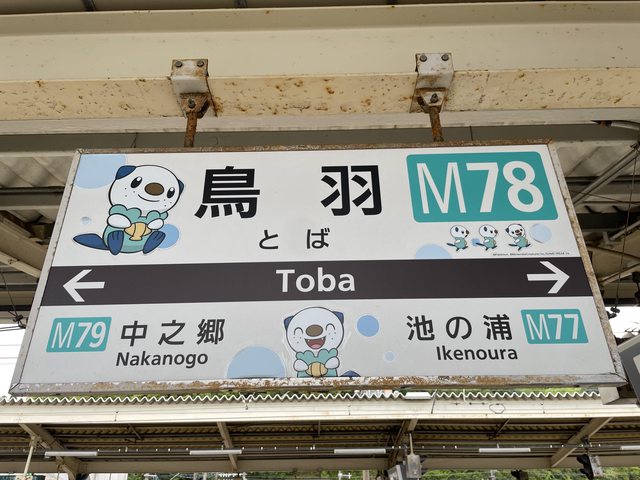 鳥羽 M78
とば
← Toba →
M79 中之郷 池の浦 M77
Nakanogo Ikenoura